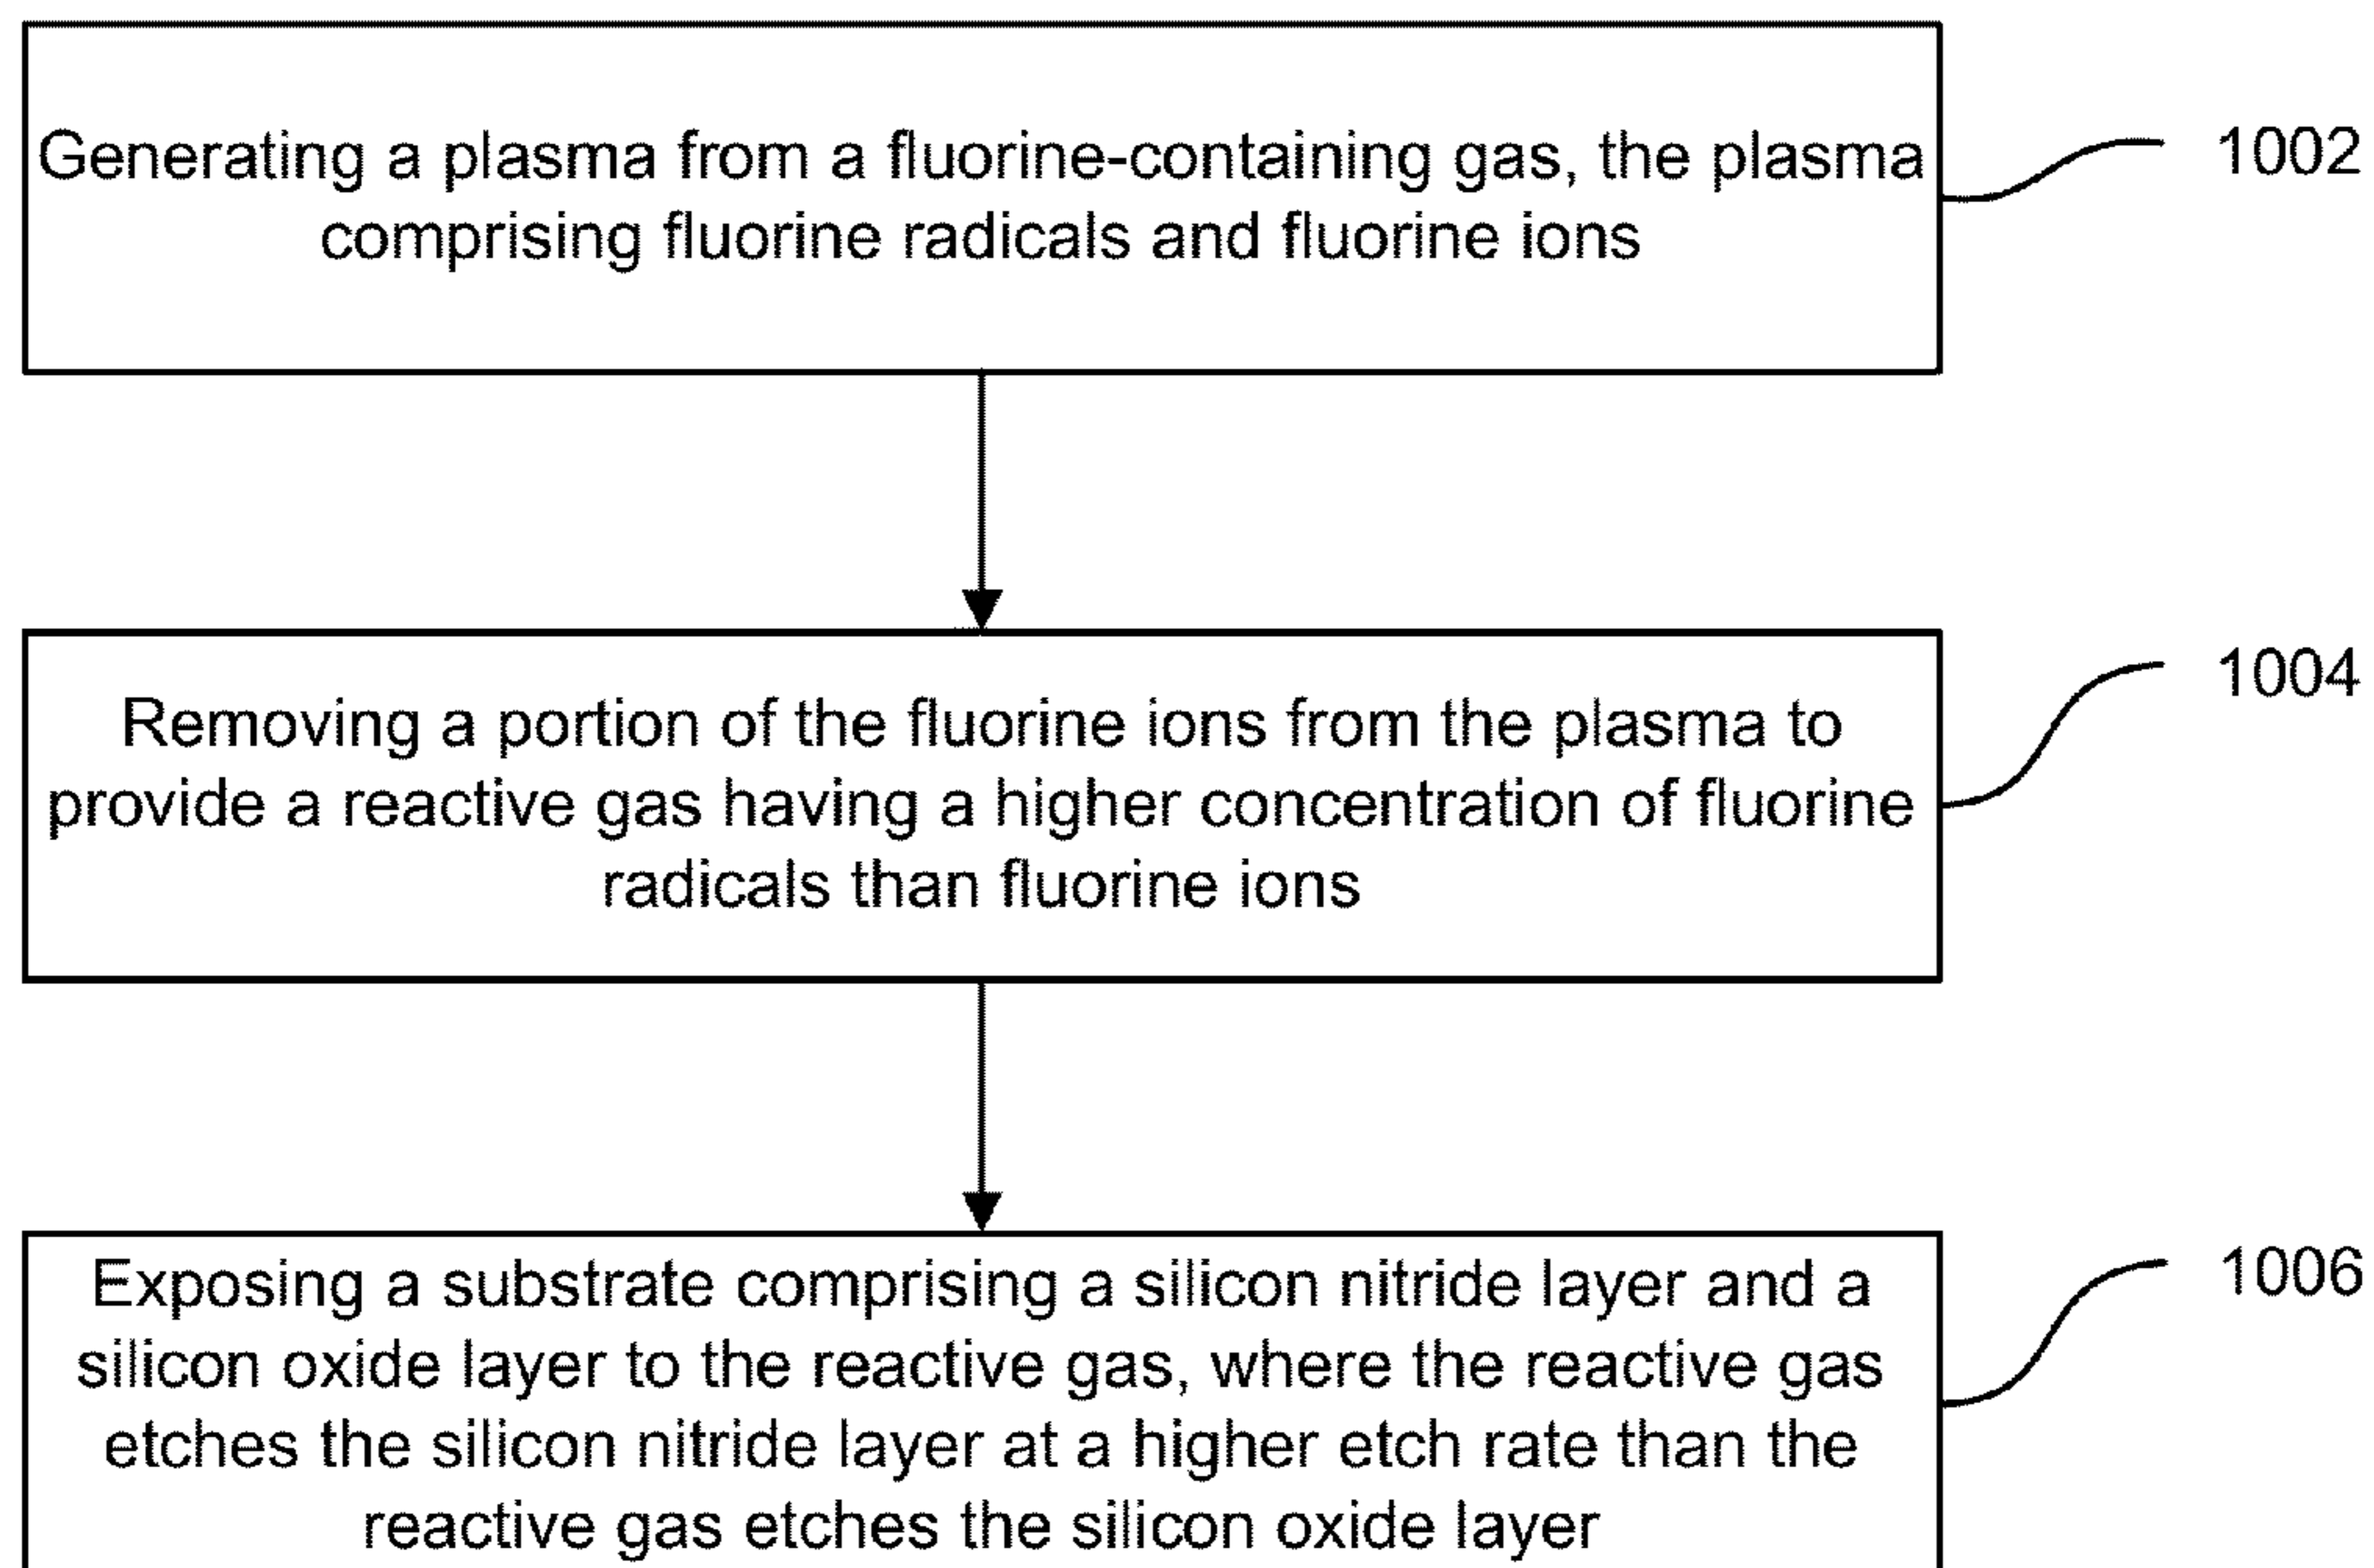 Generating a plasma from a fluorine-containing gas, the plasma
comprising fluorine radicals and fluorine ions
1002
Removing a portion of the fluorine ions from the plasma to
provide a reactive gas having a higher concentration of fluorine
radicals than fluorine ions
1004
Exposing a substrate comprising a silicon nitride layer and a
silicon oxide layer to the reactive gas, where the reactive gas
etches the silicon nitride layer at a higher etch rate than the
reactive gas etches the silicon oxide layer
1006